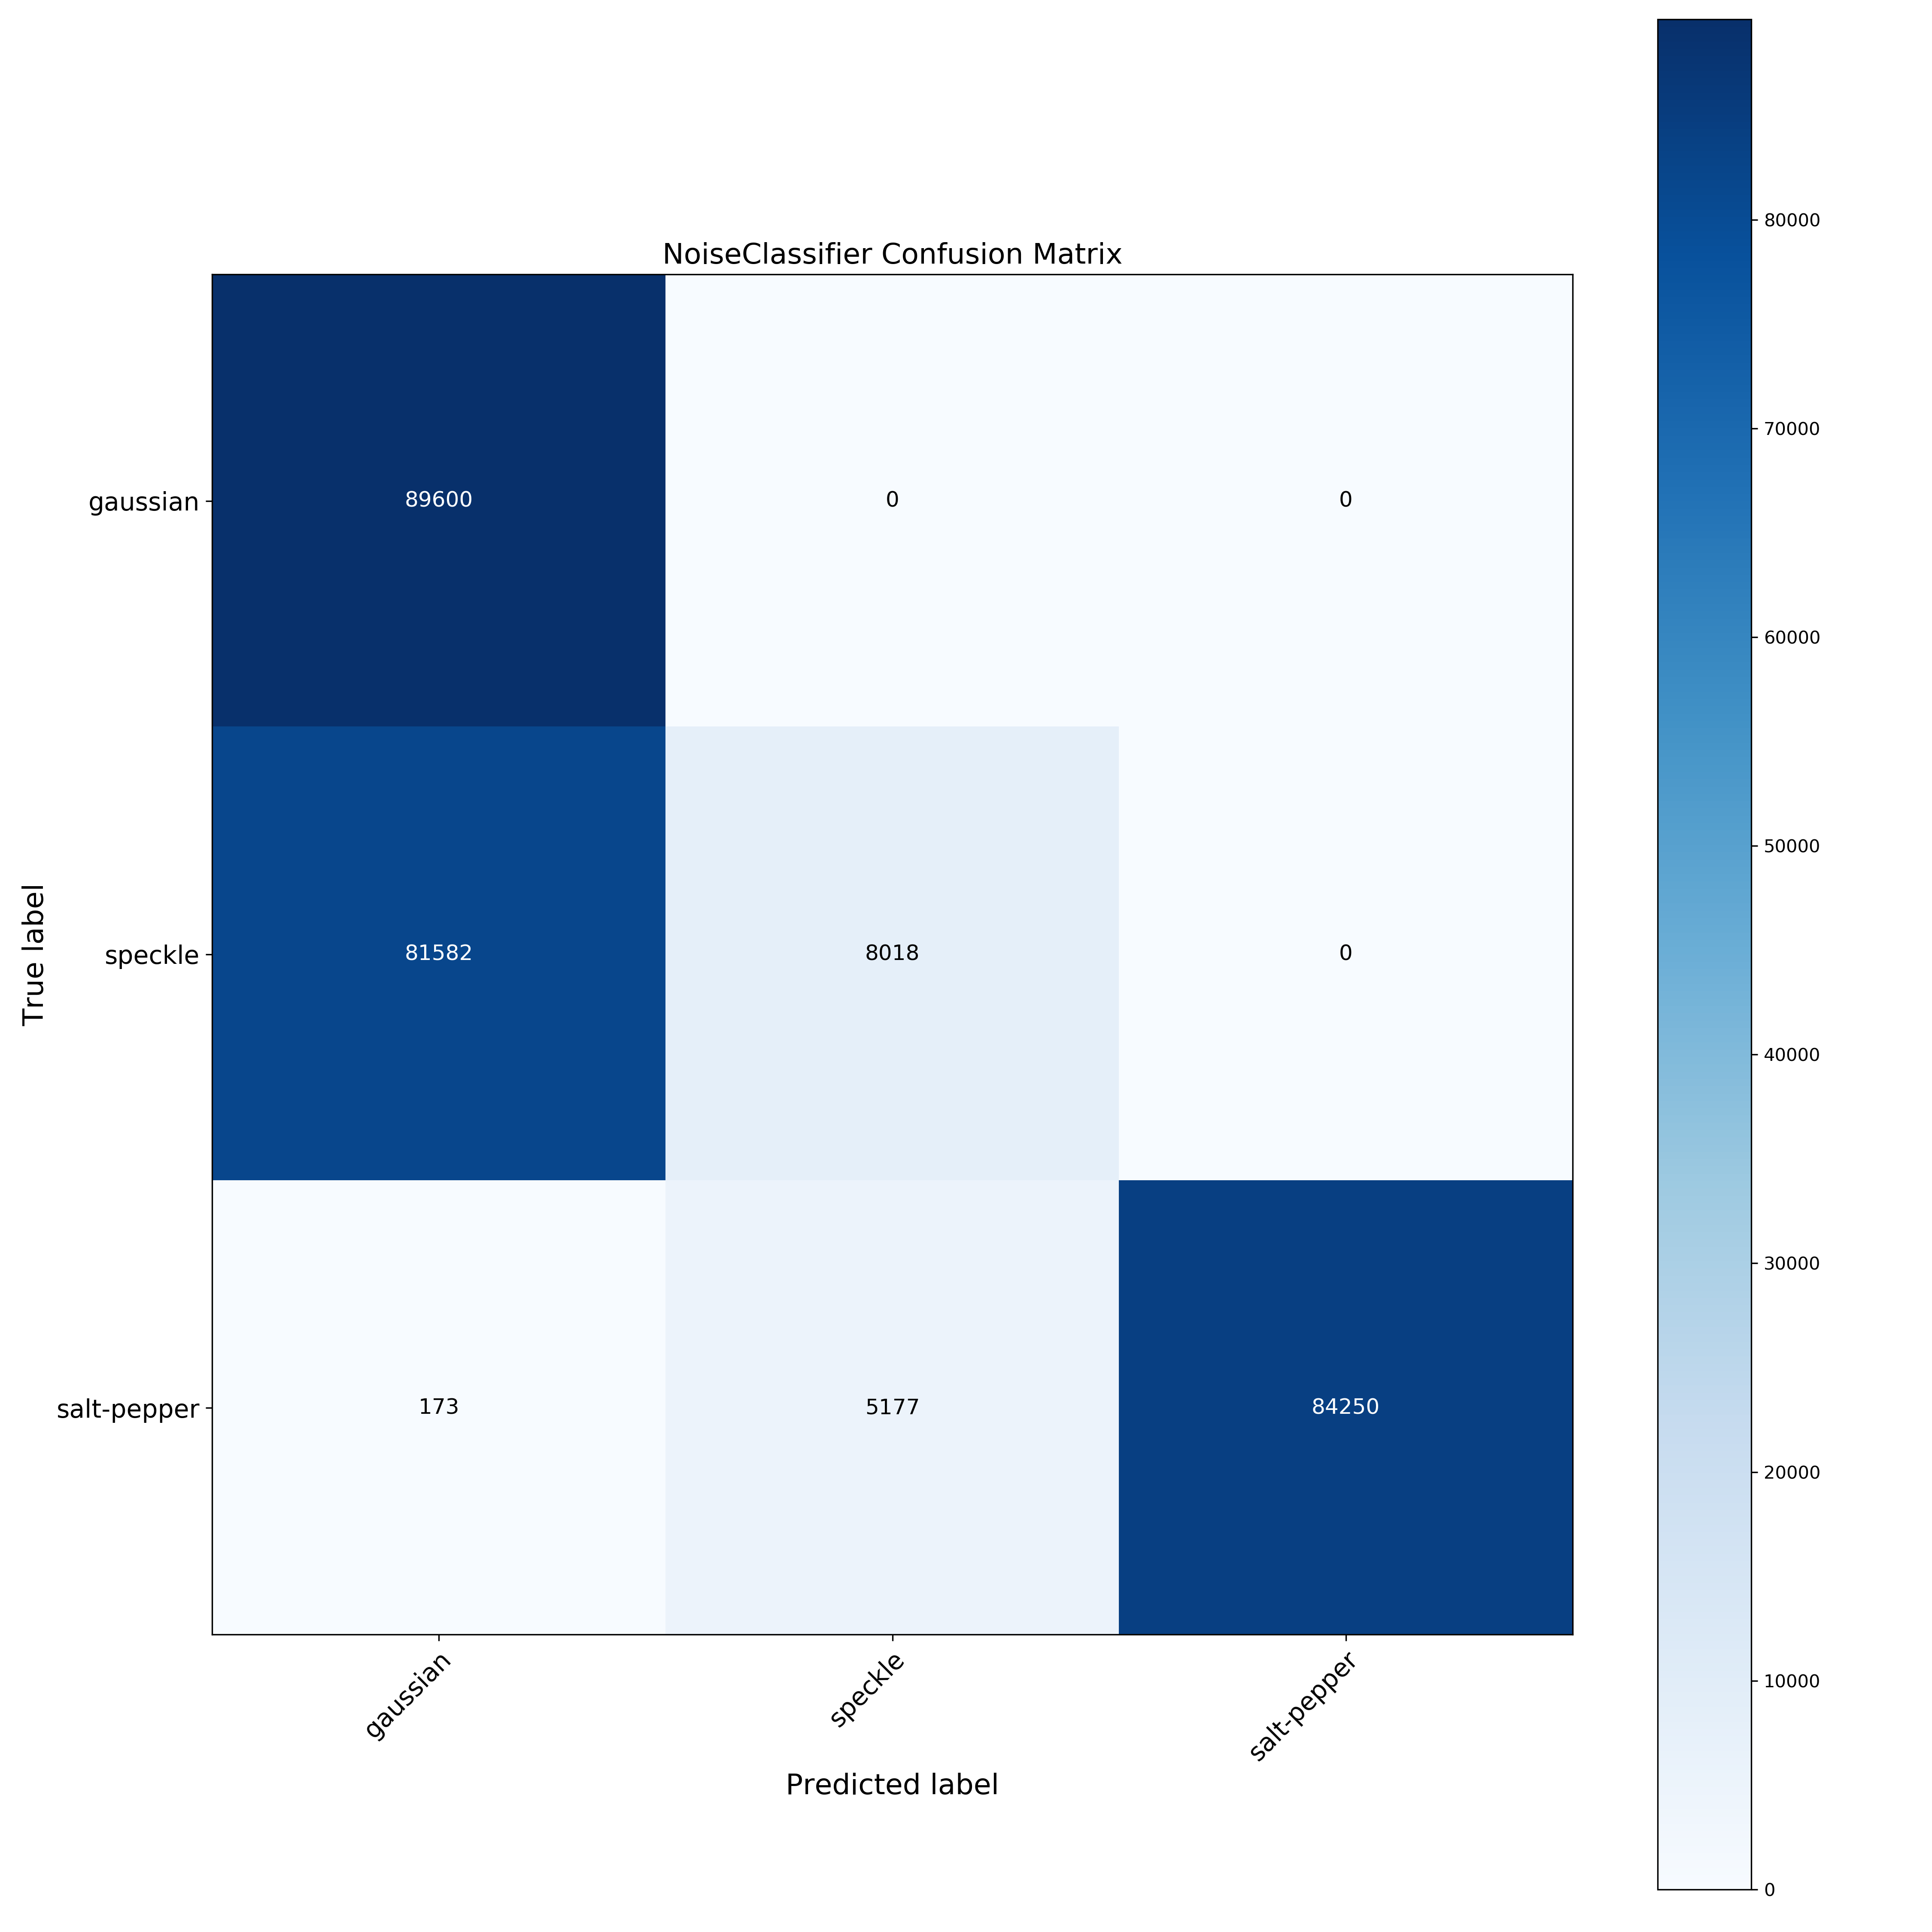 NoiseClassifier Confusion Matrix
True label
gaussian
89600
0
0
speckle
81582
8018
0
salt-pepper
173
5177
84250
gaussian
speckle
salt-pepper
Predicted label
80000
70000
60000
50000
40000
30000
20000
10000
0